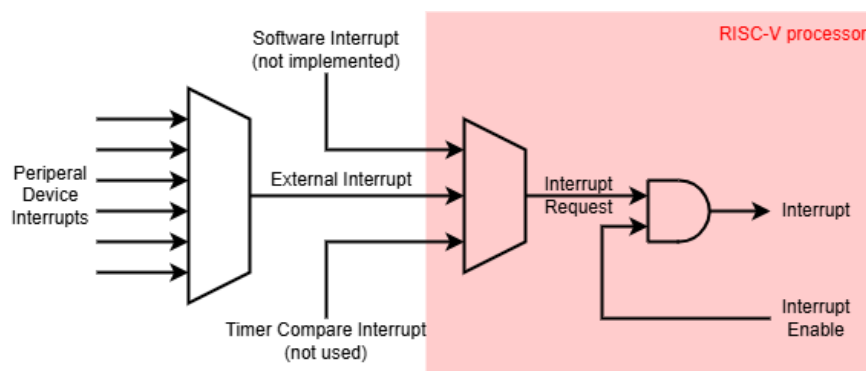 RISC-V processor
Software Interrupt
(not implemented)
Periperal
Device
Interrupts
External Interrupt
Interrupt
Request
Interrupt
Timer Compare Interrupt
(not used)
Interrupt
Enable